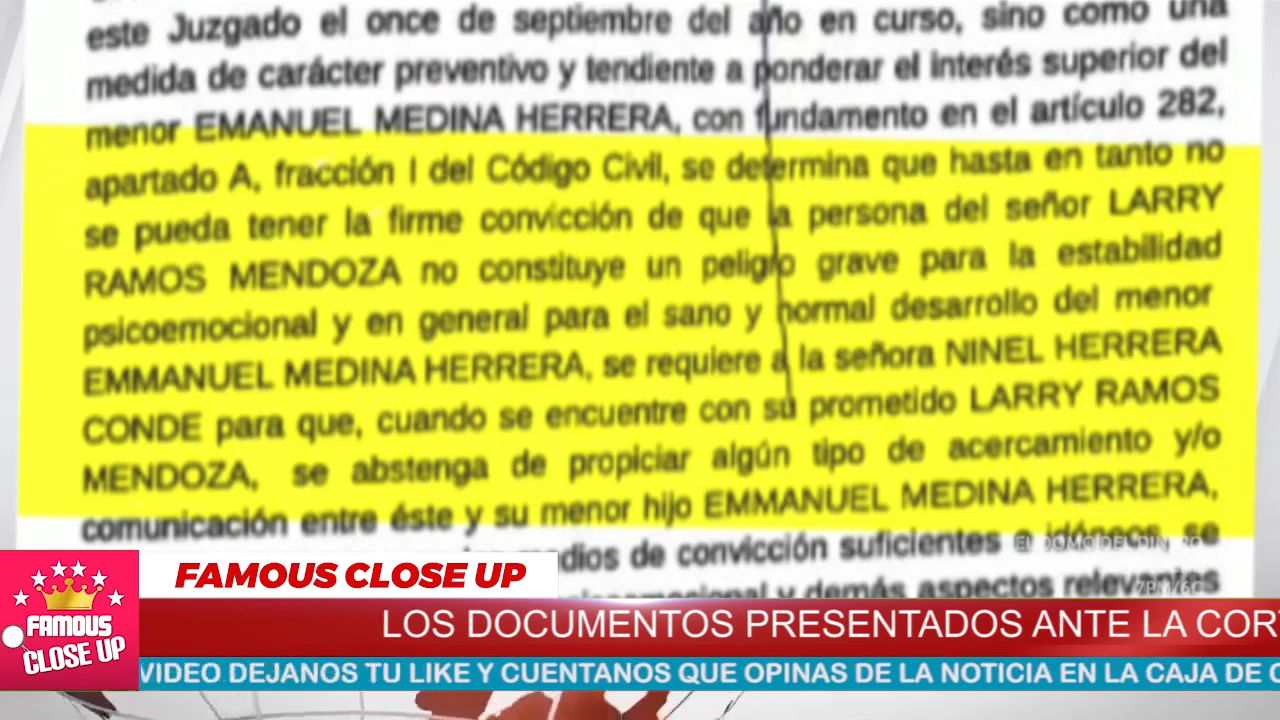 este Juzgado el once de septiembre del año en curso, sino como una
medida de carácter preventivo y tendiente a ponderar el interés superior del
menor EMANUEL MEDINA HERRERA, con fundamento en el artículo 282,
apartado A, fracción I del Código Civil, se determina que hasta en tanto no
se pueda tener la firme convicción de que la persona del señor LARRY
RAMOS MENDOZA no constituye un peligro grave para la estabilidad
psicoemocional y en general para el sano y normal desarrollo del menor
EMMANUEL MEDINA HERRERA, se requiere a la señora NINEL HERRERA
CONDE para que, cuando se encuentre con su prometido LARRY RAMOS
MENDOZA, se abstenga de propiciar algún tipo de acercamiento y/o
comunicación entre éste y su menor hijo EMMANUEL MEDINA HERRERA,
medios de convicción suficientes e idóneos, se
y demás aspectos relevantes
7PM/6C
FAMOUS CLOSE UP
FAMOUS
CLOSE UP
LOS DOCUMENTOS PRESENTADOS ANTE LA COR
VIDEO DEJANOS TU LIKE Y CUENTANOS QUE OPINAS DE LA NOTICIA EN LA CAJA DE